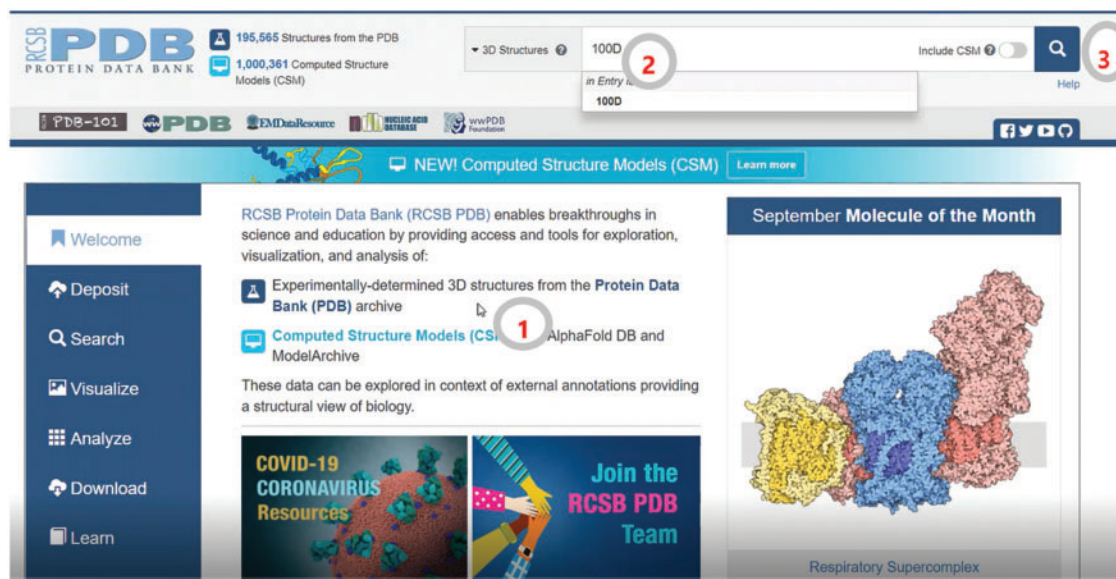 RCSB
PDB
PROTEIN DATA BANK
195,565 Structures from the PDB
1,000,361 Computed Structure
Models (CSM)
3D Structures
100D
2
Include CSM
3
in Entry
100D
Help
PDB-101
PDB
EMDataResource
NUCLEIC ACID
DATABASE
wwPDB
Foundation
NEW! Computed Structure Models (CSM)
Learn more
Welcome
Deposit
Search
Visualize
Analyze
Download
Learn
RCSB Protein Data Bank (RCSB PDB) enables breakthroughs in
science and education by providing access and tools for exploration,
visualization, and analysis of:
Experimentally-determined 3D structures from the Protein Data
Bank (PDB) archive
1
Computed Structure Models (CS AlphaFold DB and
ModelArchive
These data can be explored in context of external annotations providing
a structural view of biology.
COVID-19
CORONAVIRUS
Resources
Join the
RCSB PDB
Team
September Molecule of the Month
Respiratory Supercomplex